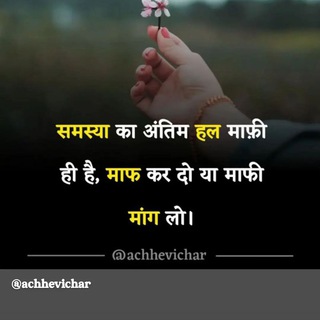 समस्या का अंतिम हल माफ़ी
ही है, माफ कर दो या माफी
मांग लो।
@achhevichar
@achhevichar